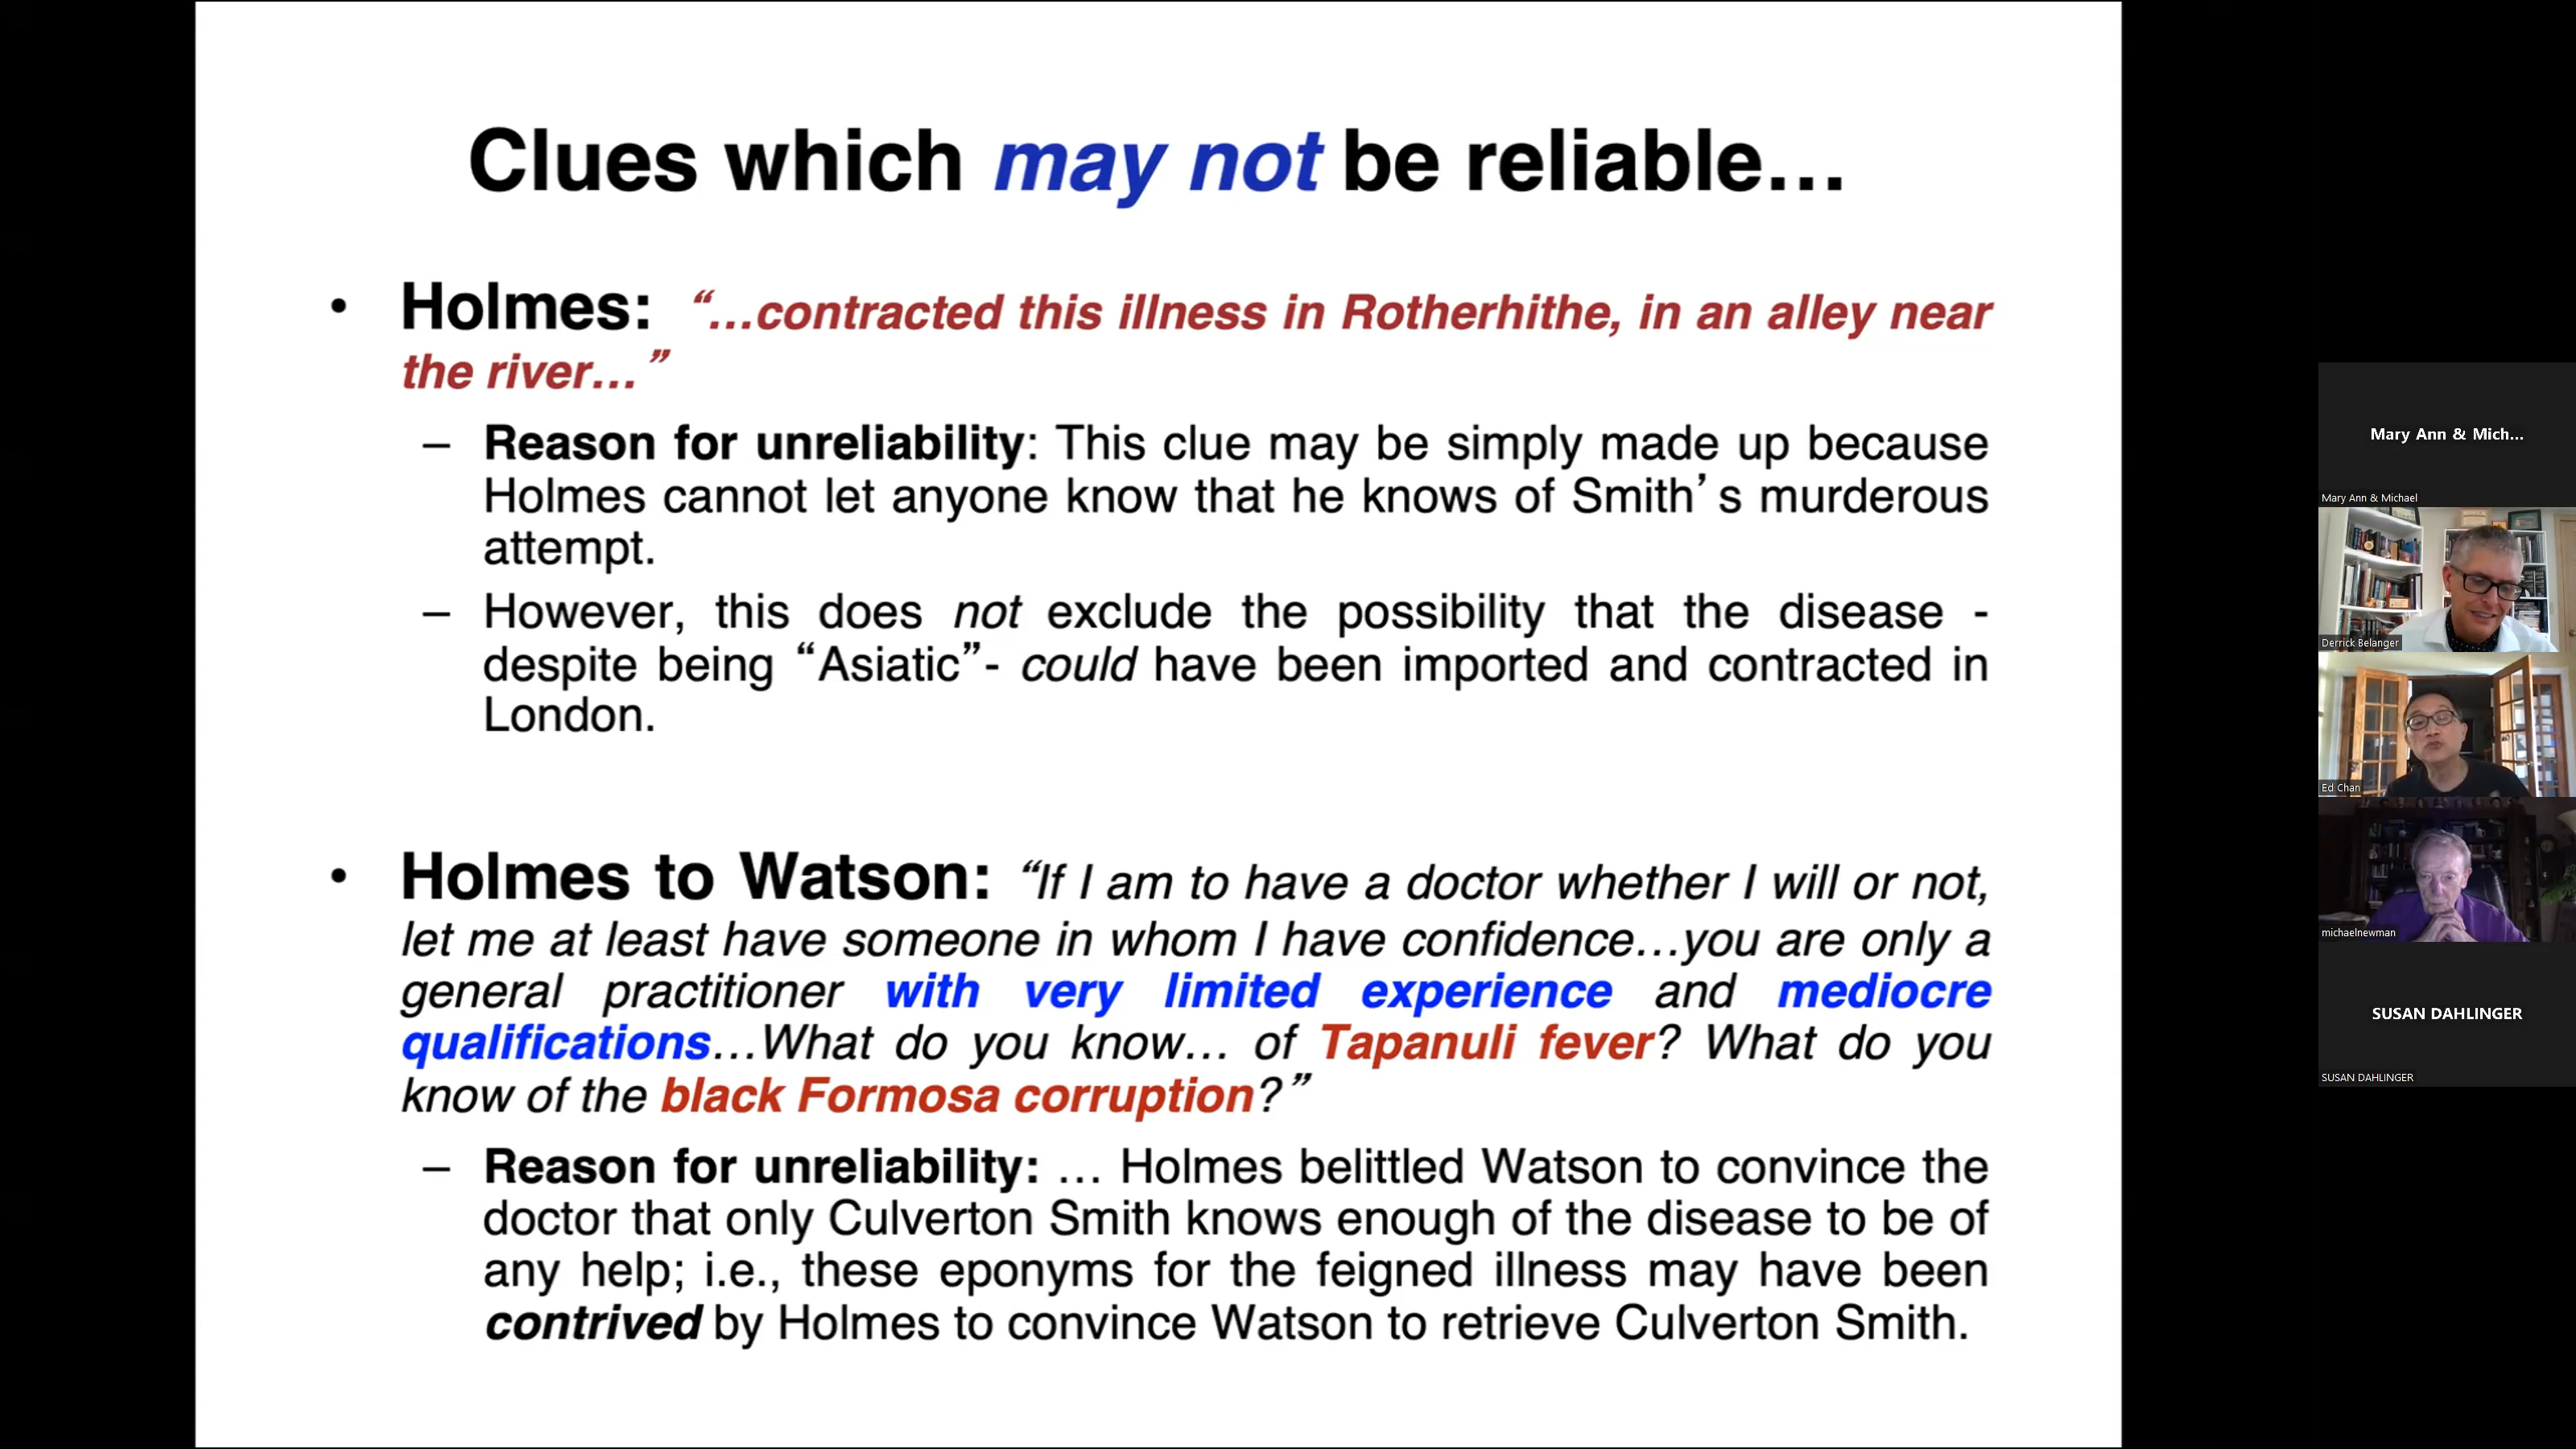 Clues which may not be reliable…
• Holmes: “…contracted this illness in Rotherhithe, in an alley near
the river…”
– Reason for unreliability: This clue may be simply made up because
Holmes cannot let anyone know that he knows of Smith’s murderous
attempt.
– However, this does not exclude the possibility that the disease -
despite being “Asiatic”- could have been imported and contracted in
London.
• Holmes to Watson: “If I am to have a doctor whether I will or not,
let me at least have someone in whom I have confidence…you are only a
general practitioner with very limited experience and mediocre
qualifications…What do you know… of Tapanuli fever? What do you
know of the black Formosa corruption?”
– Reason for unreliability: … Holmes belittled Watson to convince the
doctor that only Culverton Smith knows enough of the disease to be of
any help; i.e., these eponyms for the feigned illness may have been
contrived by Holmes to convince Watson to retrieve Culverton Smith.
Mary Ann & Mich...
Mary Ann & Michael
Derrick Belanger
Ed Chan
michaelnewman
SUSAN DAHLINGER
SUSAN DAHLINGER